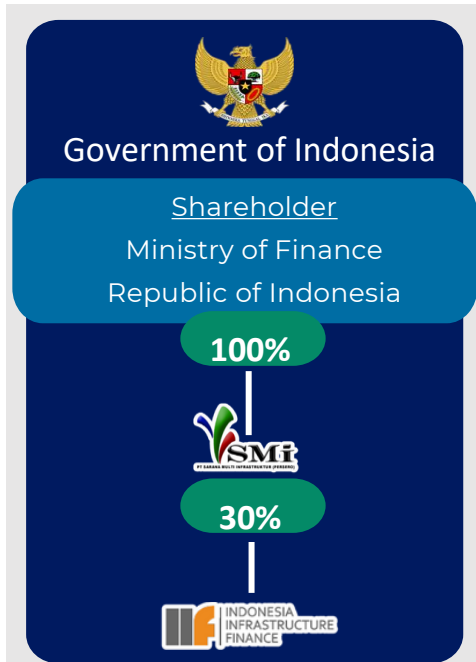 Government of Indonesia
Shareholder
Ministry of Finance
Republic of Indonesia
100%
SMi
PT SARANA MULTI INFRASTRUKTUR (PERSERO)
30%
IIF INDONESIA
INFRASTRUCTURE
FINANCE